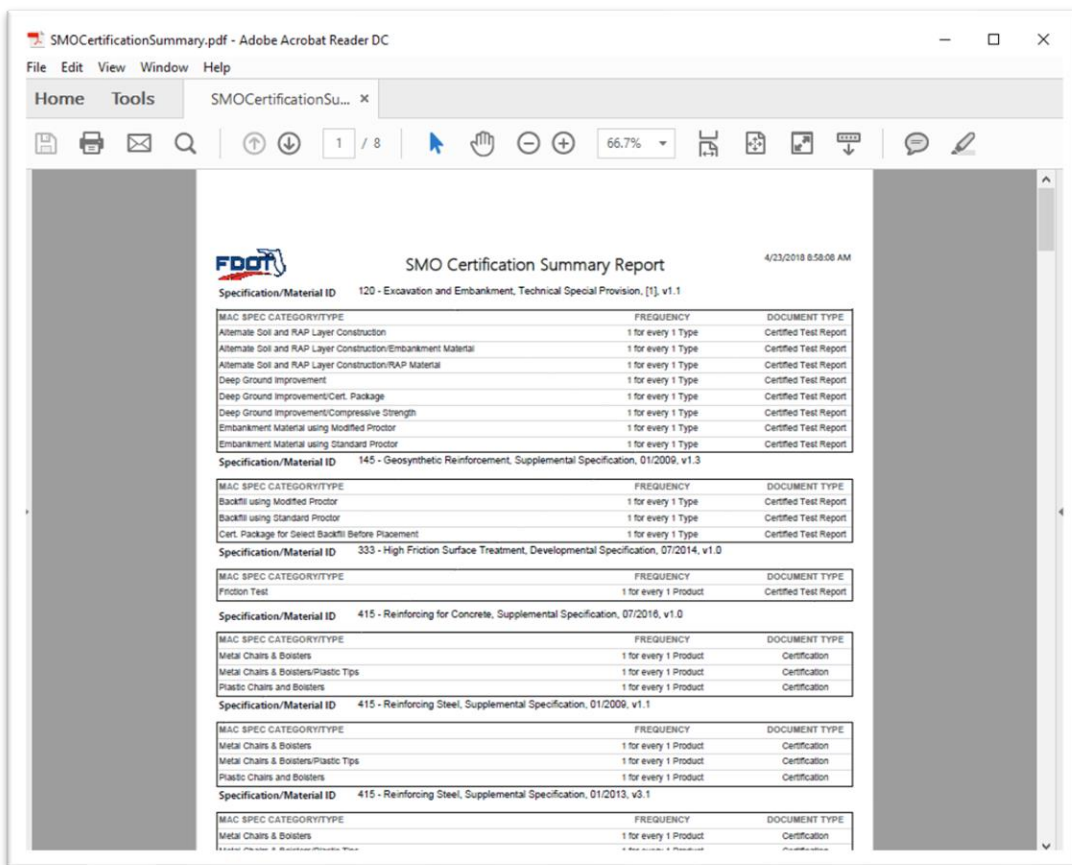 SMOCertificationSummary.pdf - Adobe Acrobat Reader DC
File Edit View Window Help
Home Tools SMOCertificationSu... ×
1 / 8 66.7%
FDOT SMO Certification Summary Report 4/23/2018 8:58:08 AM
Specification/Material ID 120 - Excavation and Embankment, Technical Special Provision, [1], v1.1
MAC SPEC CATEGORY/TYPE FREQUENCY DOCUMENT TYPE
Alternate Soil and RAP Layer Construction 1 for every 1 Type Certified Test Report
Alternate Soil and RAP Layer Construction/Embankment Material 1 for every 1 Type Certified Test Report
Alternate Soil and RAP Layer Construction/RAP Material 1 for every 1 Type Certified Test Report
Deep Ground Improvement 1 for every 1 Type Certified Test Report
Deep Ground Improvement/Cert. Package 1 for every 1 Type Certified Test Report
Deep Ground Improvement/Compressive Strength 1 for every 1 Type Certified Test Report
Embankment Material using Modified Proctor 1 for every 1 Type Certified Test Report
Embankment Material using Standard Proctor 1 for every 1 Type Certified Test Report
Specification/Material ID 145 - Geosynthetic Reinforcement, Supplemental Specification, 01/2009, v1.3
MAC SPEC CATEGORY/TYPE FREQUENCY DOCUMENT TYPE
Backfill using Modified Proctor 1 for every 1 Type Certified Test Report
Backfill using Standard Proctor 1 for every 1 Type Certified Test Report
Cert. Package for Select Backfill Before Placement 1 for every 1 Type Certified Test Report
Specification/Material ID 333 - High Friction Surface Treatment, Developmental Specification, 07/2014, v1.0
MAC SPEC CATEGORY/TYPE FREQUENCY DOCUMENT TYPE
Friction Test 1 for every 1 Product Certified Test Report
Specification/Material ID 415 - Reinforcing for Concrete, Supplemental Specification, 07/2016, v1.0
MAC SPEC CATEGORY/TYPE FREQUENCY DOCUMENT TYPE
Metal Chairs & Bolsters 1 for every 1 Product Certification
Metal Chairs & Bolsters/Plastic Tips 1 for every 1 Product Certification
Plastic Chairs and Bolsters 1 for every 1 Product Certification
Specification/Material ID 415 - Reinforcing Steel, Supplemental Specification, 01/2009, v1.1
MAC SPEC CATEGORY/TYPE FREQUENCY DOCUMENT TYPE
Metal Chairs & Bolsters 1 for every 1 Product Certification
Metal Chairs & Bolsters/Plastic Tips 1 for every 1 Product Certification
Plastic Chairs and Bolsters 1 for every 1 Product Certification
Specification/Material ID 415 - Reinforcing Steel, Supplemental Specification, 01/2013, v3.1
MAC SPEC CATEGORY/TYPE FREQUENCY DOCUMENT TYPE
Metal Chairs & Bolsters 1 for every 1 Product Certification